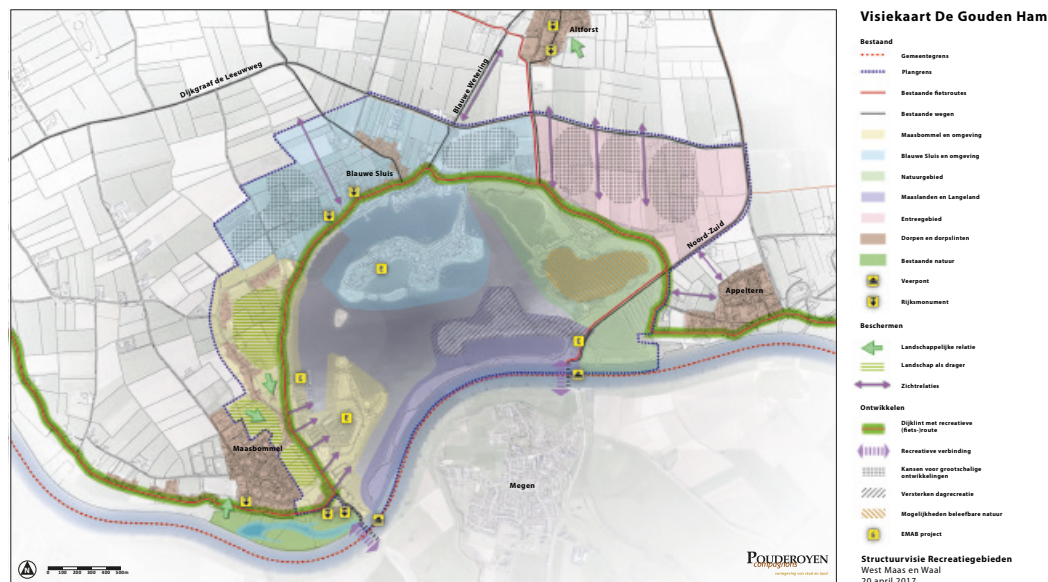 Visiekaart De Gouden Ham
Bestaand
Gemeentegrens
Plangrens
Bestaande fietsroutes
Bestaande wegen
Maasbommel en omgeving
Blauwe Sluis en omgeving
Natuurgebied
Maaslanden en Langeland
Entreegebied
Dorpen en dorpslinten
Bestaande natuur
Veerpont
Rijksmonument
Beschermen
Landschappelijke relatie
Landschap als drager
Zichtrelaties
Ontwikkelen
Dijklint met recreatieve
(fiets-)route
Recreatieve verbinding
Kansen voor grootschalige
ontwikkelingen
Versterken dagrecreatie
Mogelijkheden beleefbare natuur
EMAB project
Structuurvisie Recreatiegebieden
West Maas en Waal
20 april 2017
Altforst
Dijkgraaf de Leeuwweg
Blauwe Wetering
Blauwe Sluis
Noord-Zuid
Appeltern
Maasbommel
Megen
N
0 100 200 300 400 500m
POUDEROYEN
compagnons